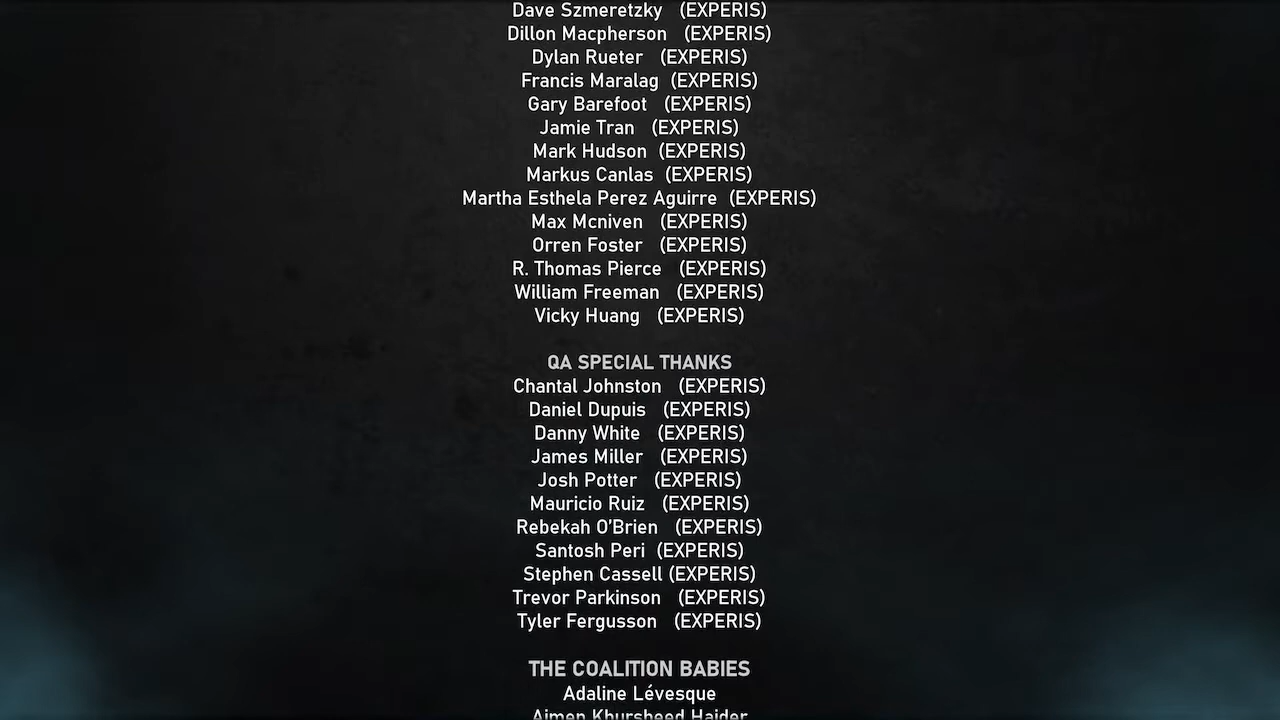 Dave Szmeretzky (EXPERIS)
Dillon Macpherson (EXPERIS)
Dylan Rueter (EXPERIS)
Francis Maralag (EXPERIS)
Gary Barefoot (EXPERIS)
Jamie Tran (EXPERIS)
Mark Hudson (EXPERIS)
Markus Canlas (EXPERIS)
Martha Esthela Perez Aguirre (EXPERIS)
Max Mcniven (EXPERIS)
Orren Foster (EXPERIS)
R. Thomas Pierce (EXPERIS)
William Freeman (EXPERIS)
Vicky Huang (EXPERIS)
QA SPECIAL THANKS
Chantal Johnston (EXPERIS)
Daniel Dupuis (EXPERIS)
Danny White (EXPERIS)
James Miller (EXPERIS)
Josh Potter (EXPERIS)
Mauricio Ruiz (EXPERIS)
Rebekah O'Brien (EXPERIS)
Santosh Peri (EXPERIS)
Stephen Cassell (EXPERIS)
Trevor Parkinson (EXPERIS)
Tyler Fergusson (EXPERIS)
THE COALITION BABIES
Adaline Lévesque
Aimen Khursheed Haider